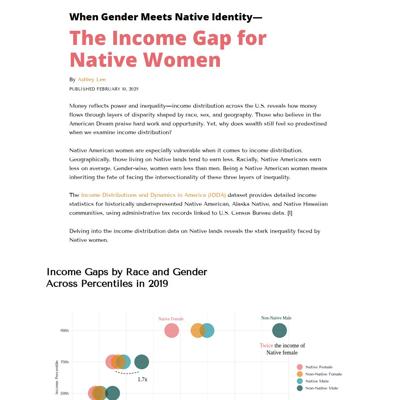 When Gender Meets Native Identity—
The Income Gap for
Native Women
By Ashley Lee
PUBLISHED FEBRUARY 10, 2025
Money reflects power and inequality—income distribution across the U.S. reveals how money
flows through layers of disparity shaped by race, sex, and geography. Those who believe in the
American Dream praise hard work and opportunity. Yet, why does wealth still feel so predestined
when we examine income distribution?
Native American women are especially vulnerable when it comes to income distribution.
Geographically, those living on Native lands tend to earn less. Racially, Native Americans earn
less on average. Gender-wise, women earn less than men. Being a Native American woman means
inheriting the fate of facing the intersectionality of these three layers of inequality.
The Income Distributions and Dynamics in America (IDDA) dataset provides detailed income
statistics for historically underrepresented Native American, Alaska Native, and Native Hawaiian
communities, using administrative tax records linked to U.S. Census Bureau data. [1]
Delving into the income distribution data on Native lands reveals the stark inequality faced by
Native women.
Income Gaps by Race and Gender
Across Percentiles in 2019
Native Female
Non-Native Male
Twice the income of
Native female
1.7x
Income Percentile
Native Female
Non-Native Female
Native Male
Non-Native Male